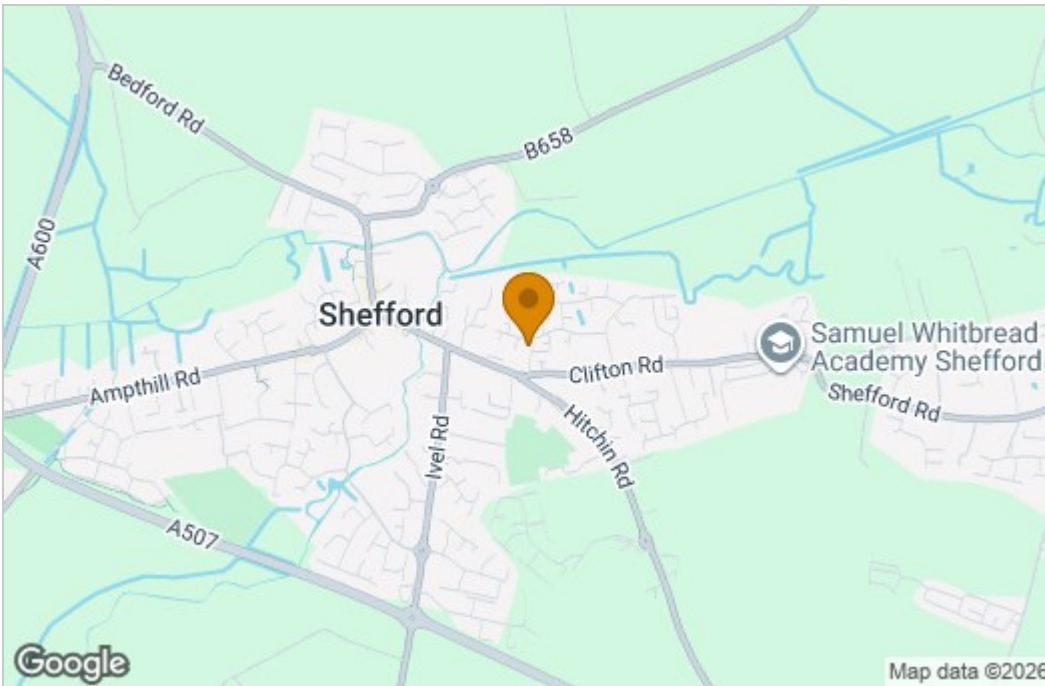 Bedford Rd
B658
A600
Shefford
Samuel Whitbread
Academy Shefford
Clifton Rd
Ampthill Rd
Shefford Rd
Hitchin Rd
Ivel Rd
A507
Google
Map data ©2026